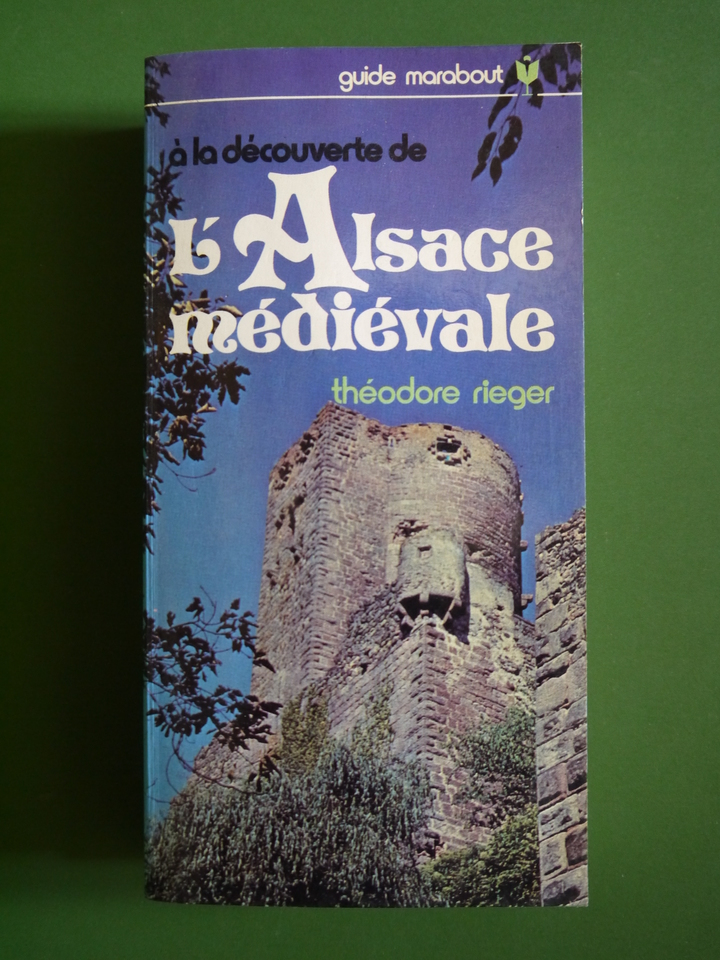 guide marabout
à la découverte de
L'Alsace
médiévale
théodore rieger